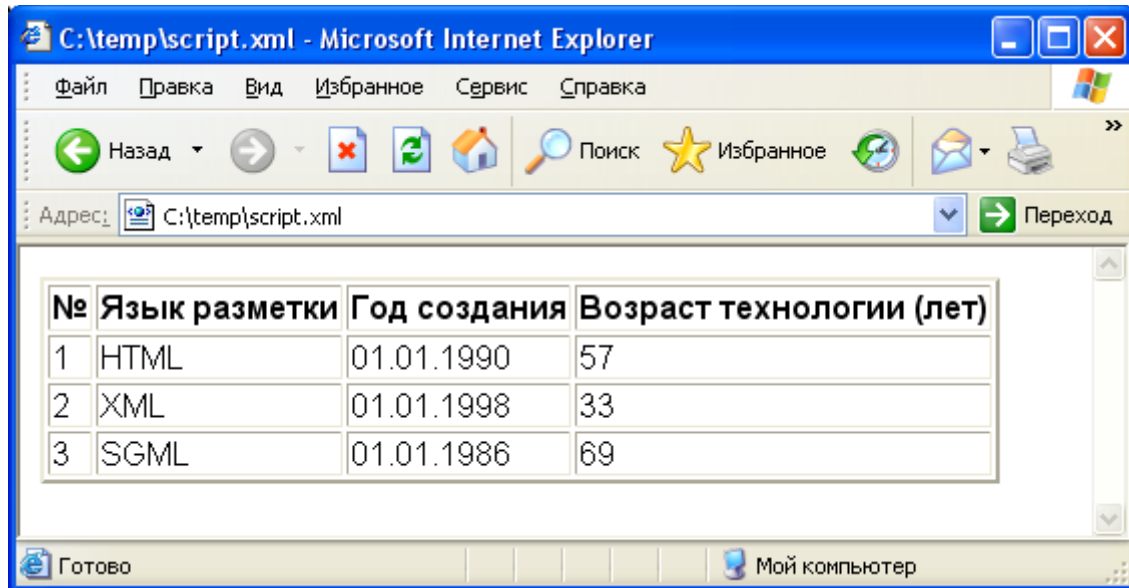 C:\temp\script.xml - Microsoft Internet Explorer
Файл Правка Вид Избранное Сервис Справка
Назад Поиск Избранное »
Адрес: C:\temp\script.xml Переход
№ Язык разметки Год создания Возраст технологии (лет)
1 HTML 01.01.1990 57
2 XML 01.01.1998 33
3 SGML 01.01.1986 69
Готово Мой компьютер